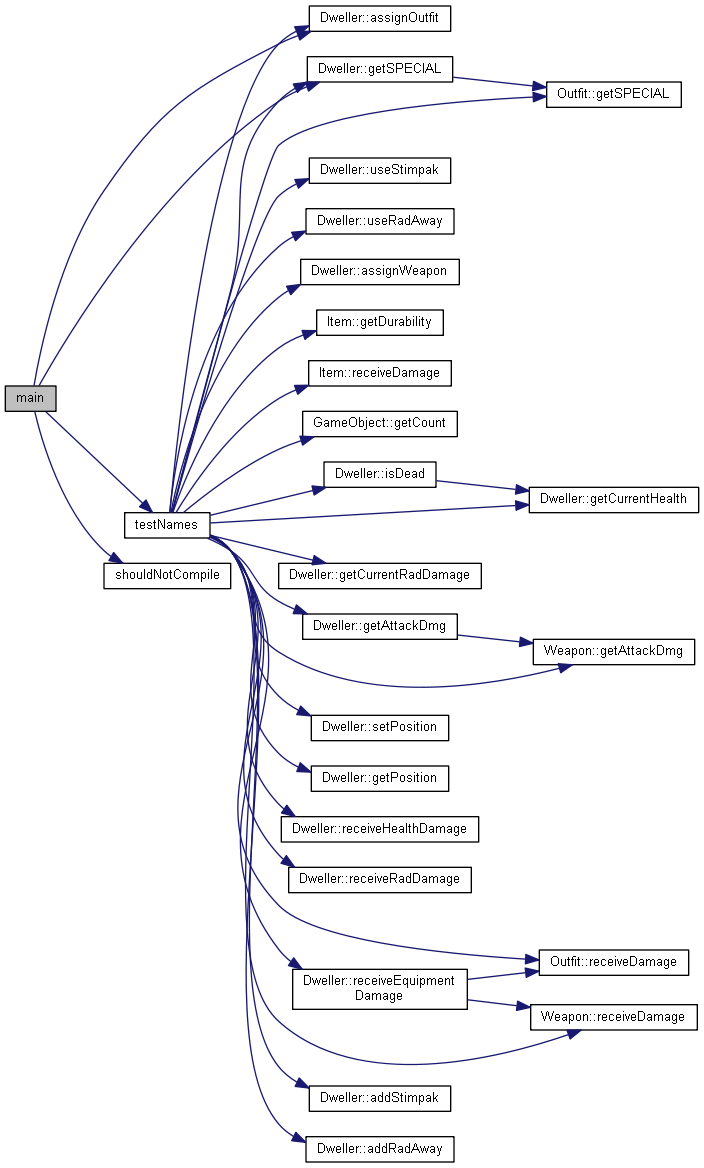 Dweller::assignOutfit
Dweller::getSPECIAL
Outfit::getSPECIAL
Dweller::useStimpak
Dweller::useRadAway
Dweller::assignWeapon
Item::getDurability
Item::receiveDamage
main
GameObject::getCount
Dweller::isDead
Dweller::getCurrentHealth
testNames
shouldNotCompile
Dweller::getCurrentRadDamage
Dweller::getAttackDmg
Weapon::getAttackDmg
Dweller::setPosition
Dweller::getPosition
Dweller::receiveHealthDamage
Dweller::receiveRadDamage
Outfit::receiveDamage
Dweller::receiveEquipment
Damage
Weapon::receiveDamage
Dweller::addStimpak
Dweller::addRadAway